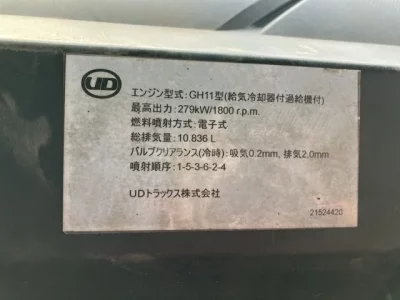 UD
エンジン型式:GH11型(給気冷却器付過給機付)
最高出力:279kW/1800 r.p.m.
燃料噴射方式:電子式
総排気量:10.836 L
バルブクリアランス(冷時):吸気0.2mm, 排気2.0mm
噴射順序:1-5-3-6-2-4
UDトラックス株式会社
21524420